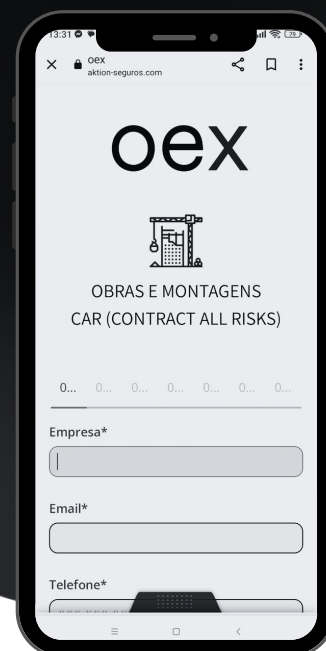 13:31
79
oex
aktion-seguros.com
oex
OBRAS E MONTAGENS
CAR (CONTRACT ALL RISKS)
0... 0... 0... 0... 0... 0... 0...
Empresa*
Email*
Telefone*